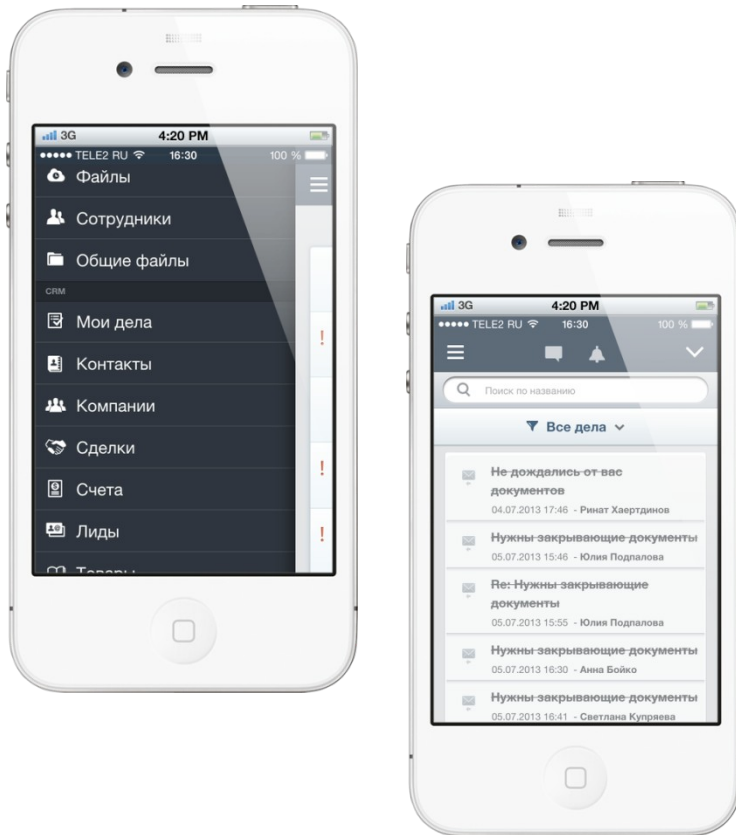 3G 4:20 PM
TELE2 RU 16:30 100 %
Файлы
Сотрудники
Общие файлы
CRM
Мои дела
Контакты
Компании
Сделки
Счета
Лиды
Товары
3G 4:20 PM
TELE2 RU 16:30 100 %
Поиск по названию
Все дела
Не дождались от вас
документов
04.07.2013 17:46 - Ринат Хаертдинов
Нужны закрывающие документы
05.07.2013 15:46 - Юлия Подпалова
Re: Нужны закрывающие
документы
05.07.2013 15:55 - Юлия Подпалова
Нужны закрывающие документы
05.07.2013 16:30 - Анна Бойко
Нужны закрывающие документы
05.07.2013 16:41 - Светлана Купряева